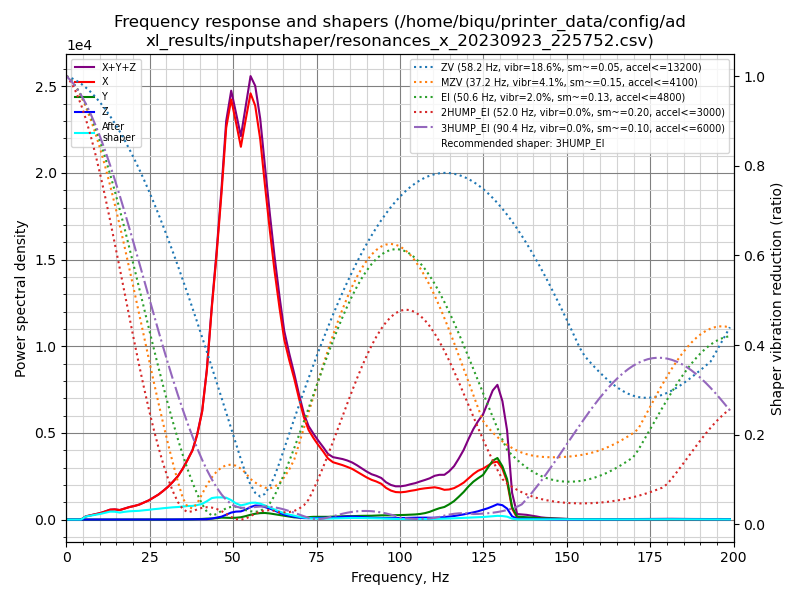 Frequency response and shapers (/home/biqu/printer_data/config/ad
xl_results/inputshaper/resonances_x_20230923_225752.csv)
1e4
X+Y+Z
X
Y
Z
After
shaper
ZV (58.2 Hz, vibr=18.6%, sm~=0.05, accel<=13200)
MZV (37.2 Hz, vibr=4.1%, sm~=0.15, accel<=4100)
EI (50.6 Hz, vibr=2.0%, sm~=0.13, accel<=4800)
2HUMP_EI (52.0 Hz, vibr=0.0%, sm~=0.20, accel<=3000)
3HUMP_EI (90.4 Hz, vibr=0.0%, sm~=0.10, accel<=6000)
Recommended shaper: 3HUMP_EI
Power spectral density
2.5
2.0
1.5
1.0
0.5
0.0
1.0
0.8
0.6
0.4
0.2
0.0
Shaper vibration reduction (ratio)
0 25 50 75 100 125 150 175 200
Frequency, Hz